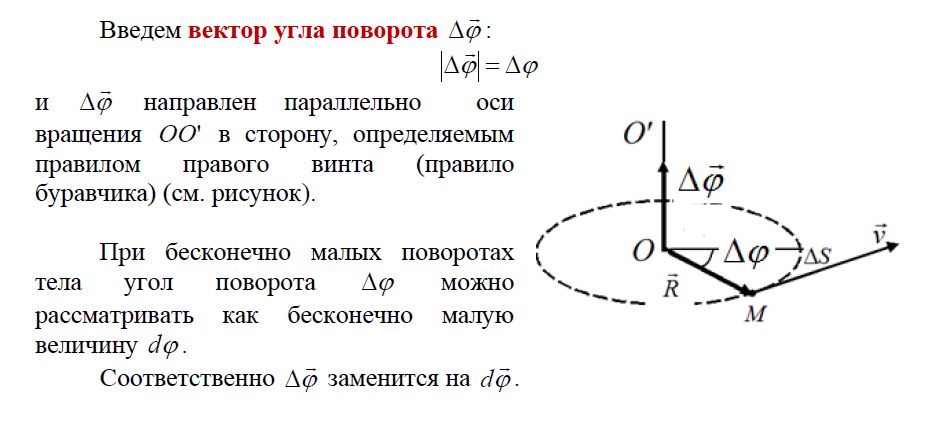 Введем вектор угла поворота Δφ⃗ :
|Δφ⃗| = Δφ
и Δφ⃗ направлен параллельно оси
вращения OO' в сторону, определяемым
правилом правого винта (правило
буравчика) (см. рисунок).
При бесконечно малых поворотах
тела угол поворота Δφ можно
рассматривать как бесконечно малую
величину dφ.
Соответственно Δφ⃗ заменится на dφ⃗.
O'
Δφ⃗
O
Δφ
ΔS
v⃗
R⃗
M